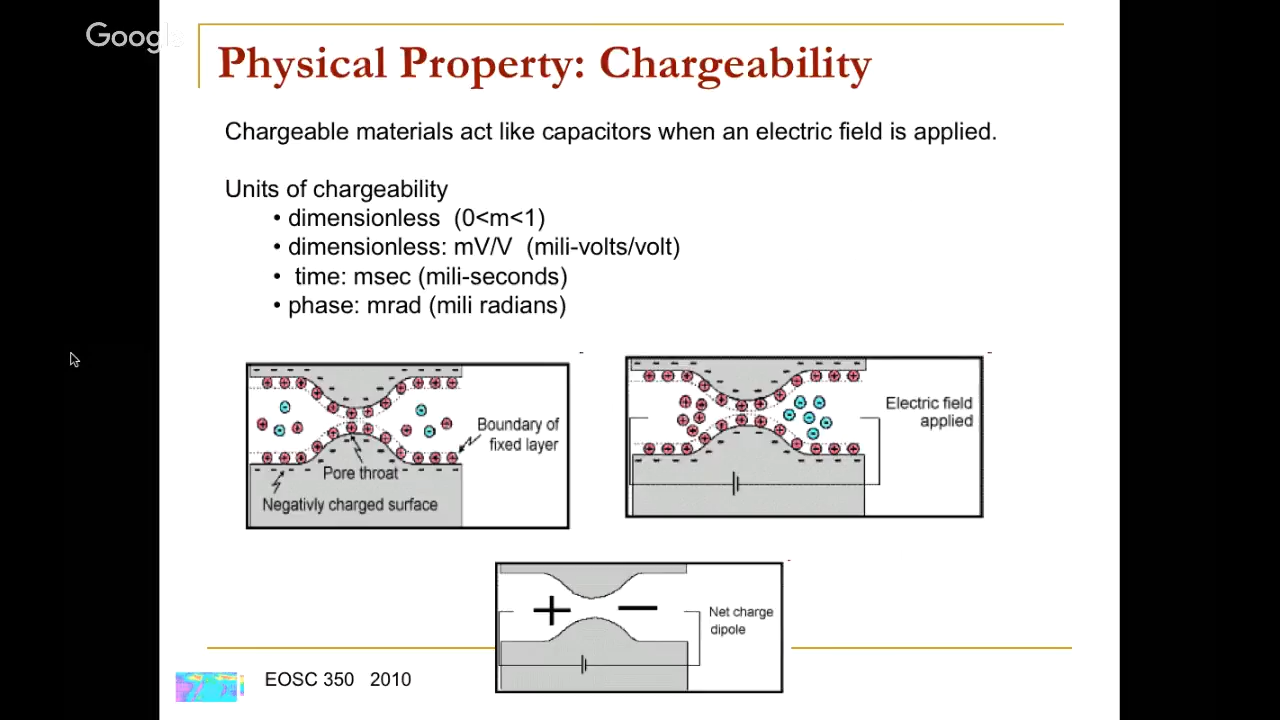 Google
Physical Property: Chargeability
Chargeable materials act like capacitors when an electric field is applied.
Units of chargeability
• dimensionless (0<m<1)
• dimensionless: mV/V (mili-volts/volt)
• time: msec (mili-seconds)
• phase: mrad (mili radians)
Boundary of
fixed layer
Pore throat
Negativly charged surface
Electric field
applied
Net charge
dipole
EOSC 350 2010